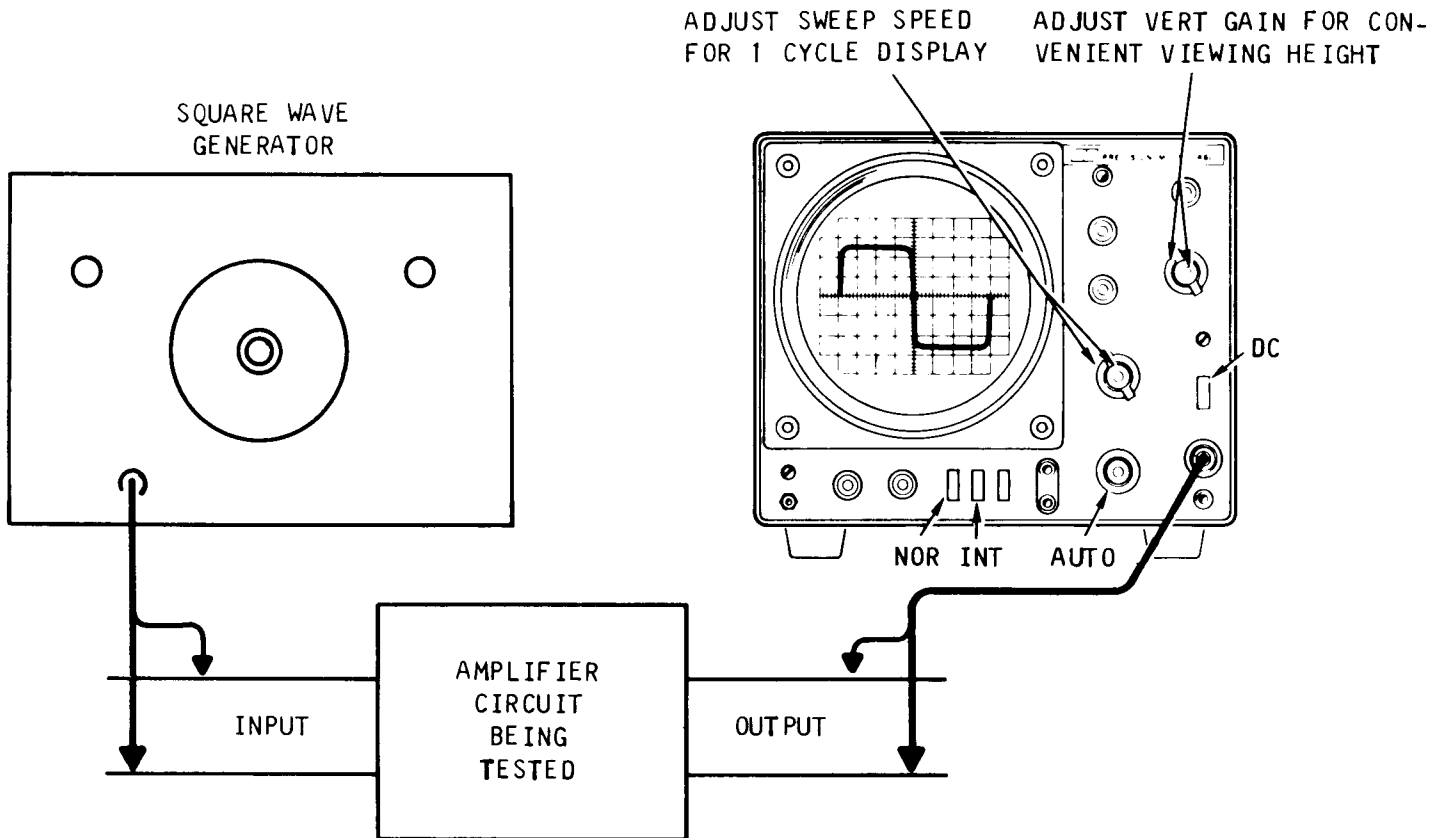 ADJUST SWEEP SPEED
FOR 1 CYCLE DISPLAY
ADJUST VERT GAIN FOR CON-
VENIENT VIEWING HEIGHT
SQUARE WAVE
GENERATOR
DC
NOR INT AUTO
AMPLIFIER
CIRCUIT
BEING
TESTED
INPUT
OUTPUT